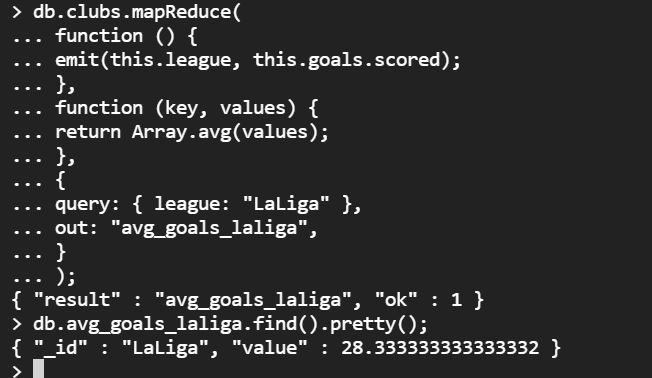 > db.clubs.mapReduce(
... function () {
... emit(this.league, this.goals.scored);
... },
... function (key, values) {
... return Array.avg(values);
... },
... {
... query: { league: "LaLiga" },
... out: "avg_goals_laliga",
... }
... );
{ "result" : "avg_goals_laliga", "ok" : 1 }
> db.avg_goals_laliga.find().pretty();
{ "_id" : "LaLiga", "value" : 28.333333333333332 }
>